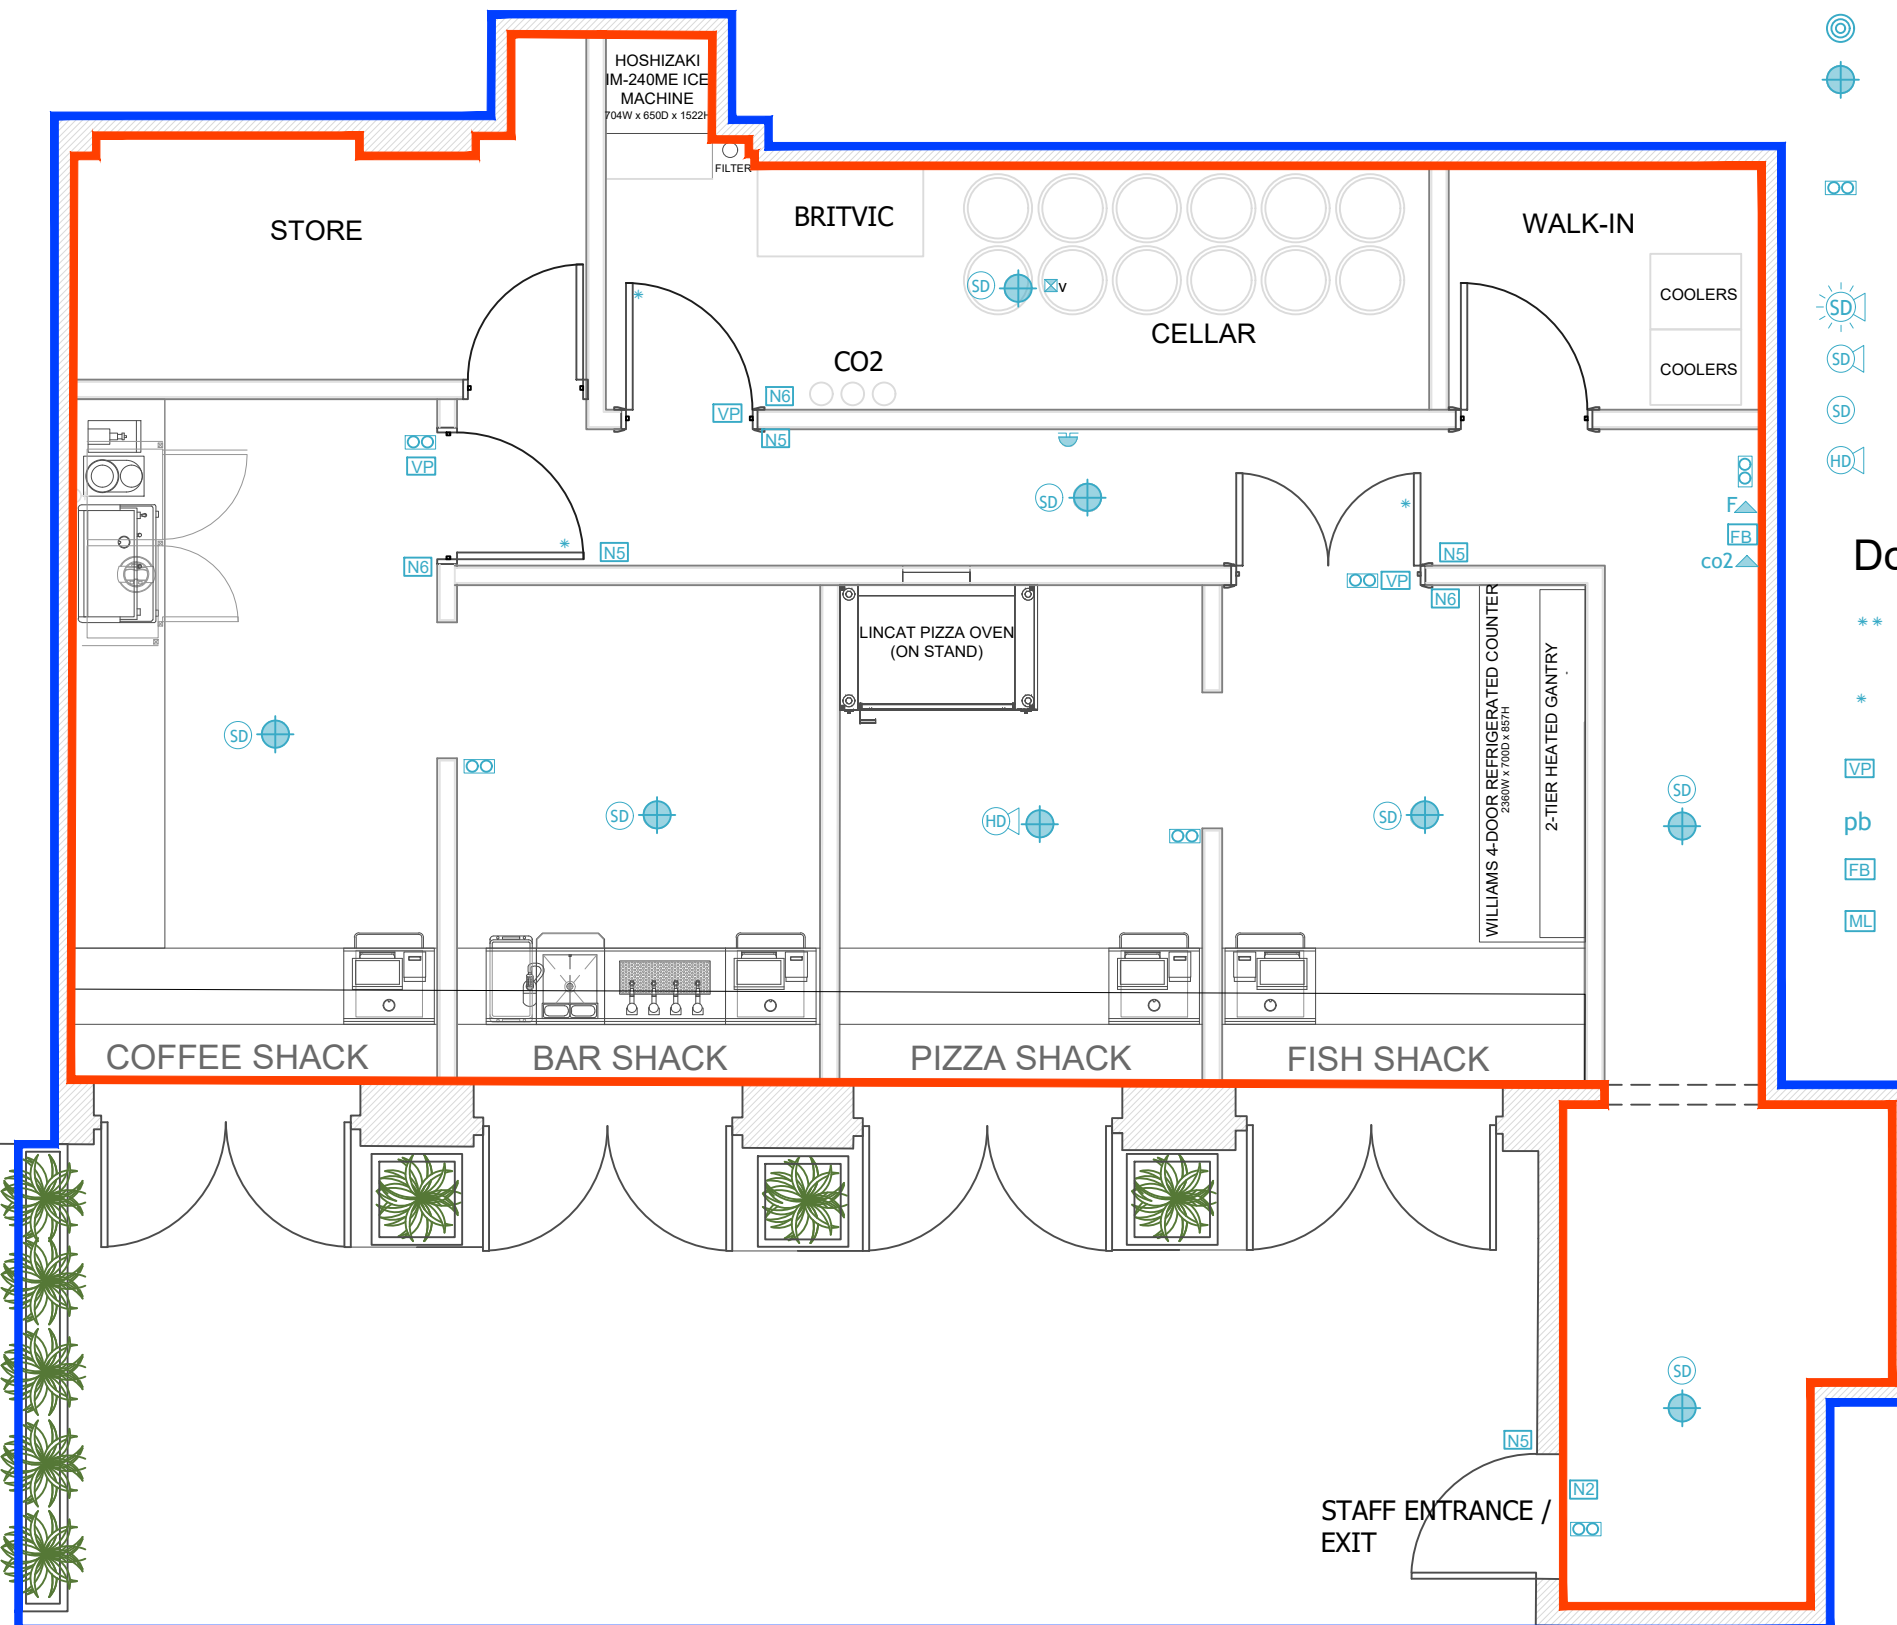 HOSHIZAKI
IM-240ME ICE
MACHINE
704W x 650D x 1522H
FILTER
STORE
BRITVIC
WALK-IN
COOLERS
COOLERS
SD
v
CELLAR
CO2
N6
VP
N5
VP
SD
N5
N6
F
FB
co2
N5
VP
N6
SD
SD
SD
HD
Do
**
*
VP
pb
FB
ML
LINCAT PIZZA OVEN
(ON STAND)
WILLIAMS 4-DOOR REFRIGERATED COUNTER
2360W x 700D x 857H
2-TIER HEATED GANTRY
SD
SD
HD
SD
SD
COFFEE SHACK
BAR SHACK
PIZZA SHACK
FISH SHACK
SD
N5
N2
STAFF ENTRANCE /
EXIT